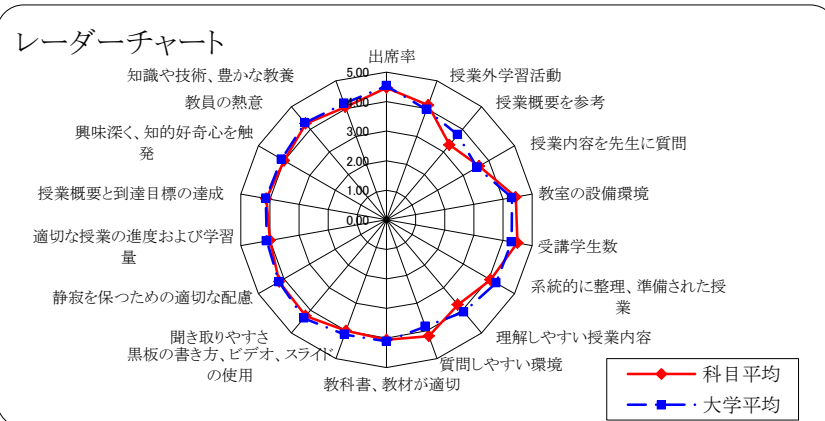 レーダーチャート
出席率
授業外学習活動
授業概要を参考
授業内容を先生に質問
教室の設備環境
受講学生数
系統的に整理、準備された授
業
理解しやすい授業内容
質問しやすい環境
教科書、教材が適切
黒板の書き方、ビデオ、スライド
の使用
聞き取りやすさ
静寂を保つための適切な配慮
適切な授業の進度および学習
量
授業概要と到達目標の達成
興味深く、知的好奇心を触
発
教員の熱意
知識や技術、豊かな教養
5.00
4.00
3.00
2.00
1.00
0.00
科目平均
大学平均